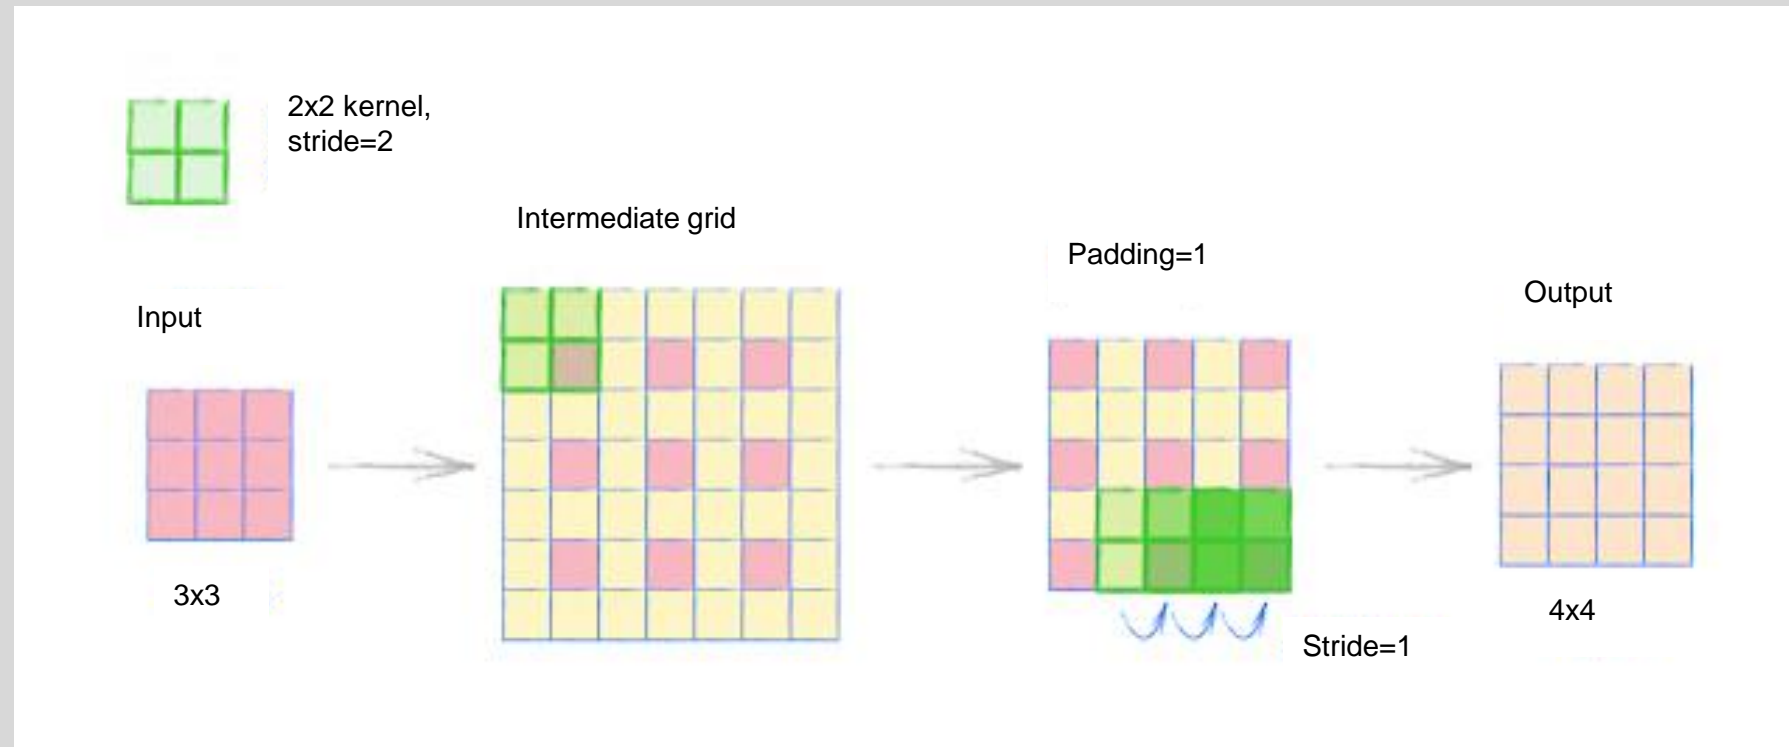 2x2 kernel,
stride=2
Intermediate grid
Padding=1
Output
Input
3x3
4x4
Stride=1